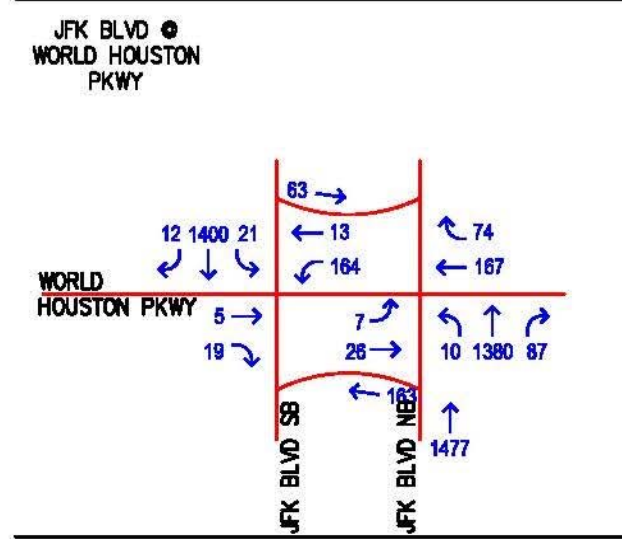 JFK BLVD @
WORLD HOUSTON
PKWY
63
12 1400 21
13
74
164
167
WORLD
HOUSTON PKWY
5
7
19
26
10 1380 87
163
1477
JFK BLVD SB
JFK BLVD NB